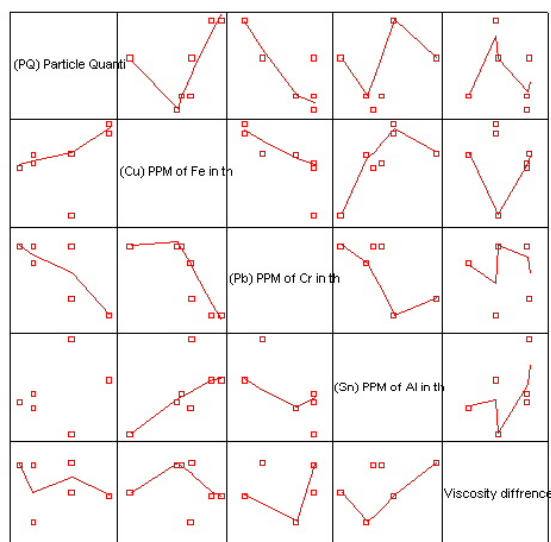 (PQ) Particle Quanti
(Cu) PPM of Fe in th
(Pb) PPM of Cr in th
(Sn) PPM of Al in th
Viscosity diffrence